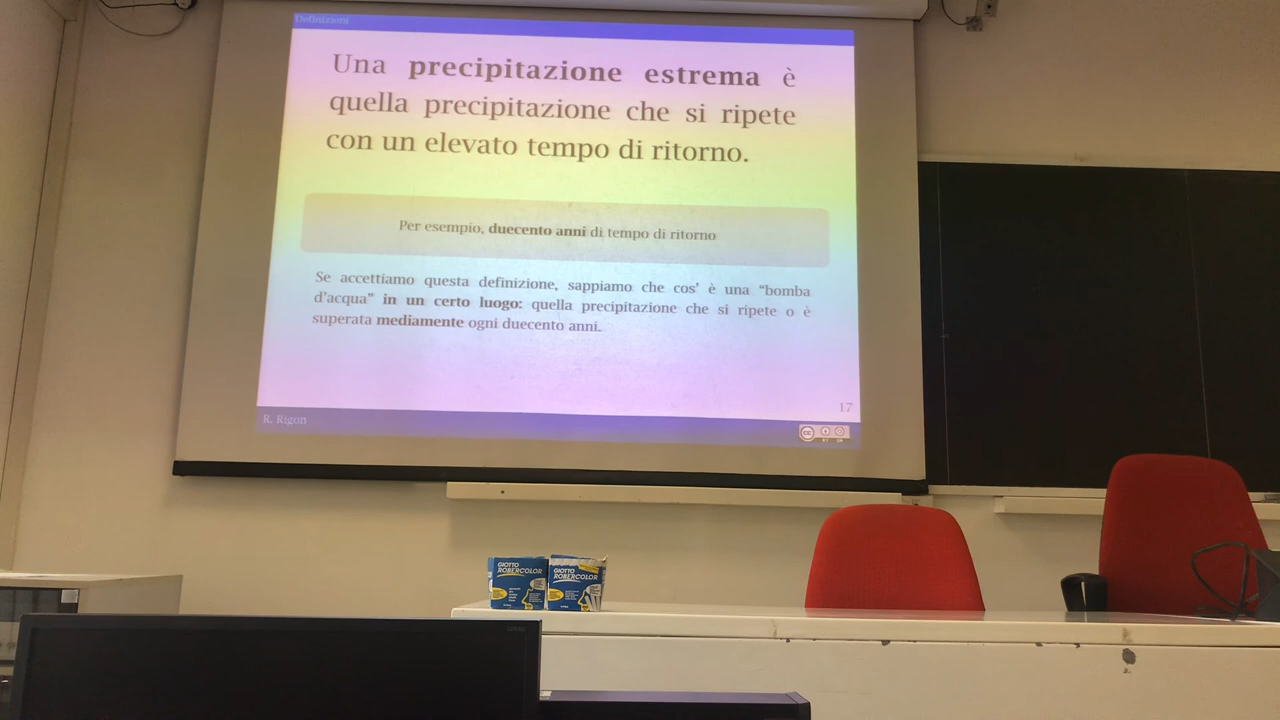 Definizioni
Una precipitazione estrema è
quella precipitazione che si ripete
con un elevato tempo di ritorno.
Per esempio, duecento anni di tempo di ritorno
Se accettiamo questa definizione, sappiamo che cos' è una “bomba
d'acqua” in un certo luogo: quella precipitazione che si ripete o è
superata mediamente ogni duecento anni.
17
R. Rigon
cc
GIOTTO
ROBERCOLOR
GIOTTO
ROBERCOLOR